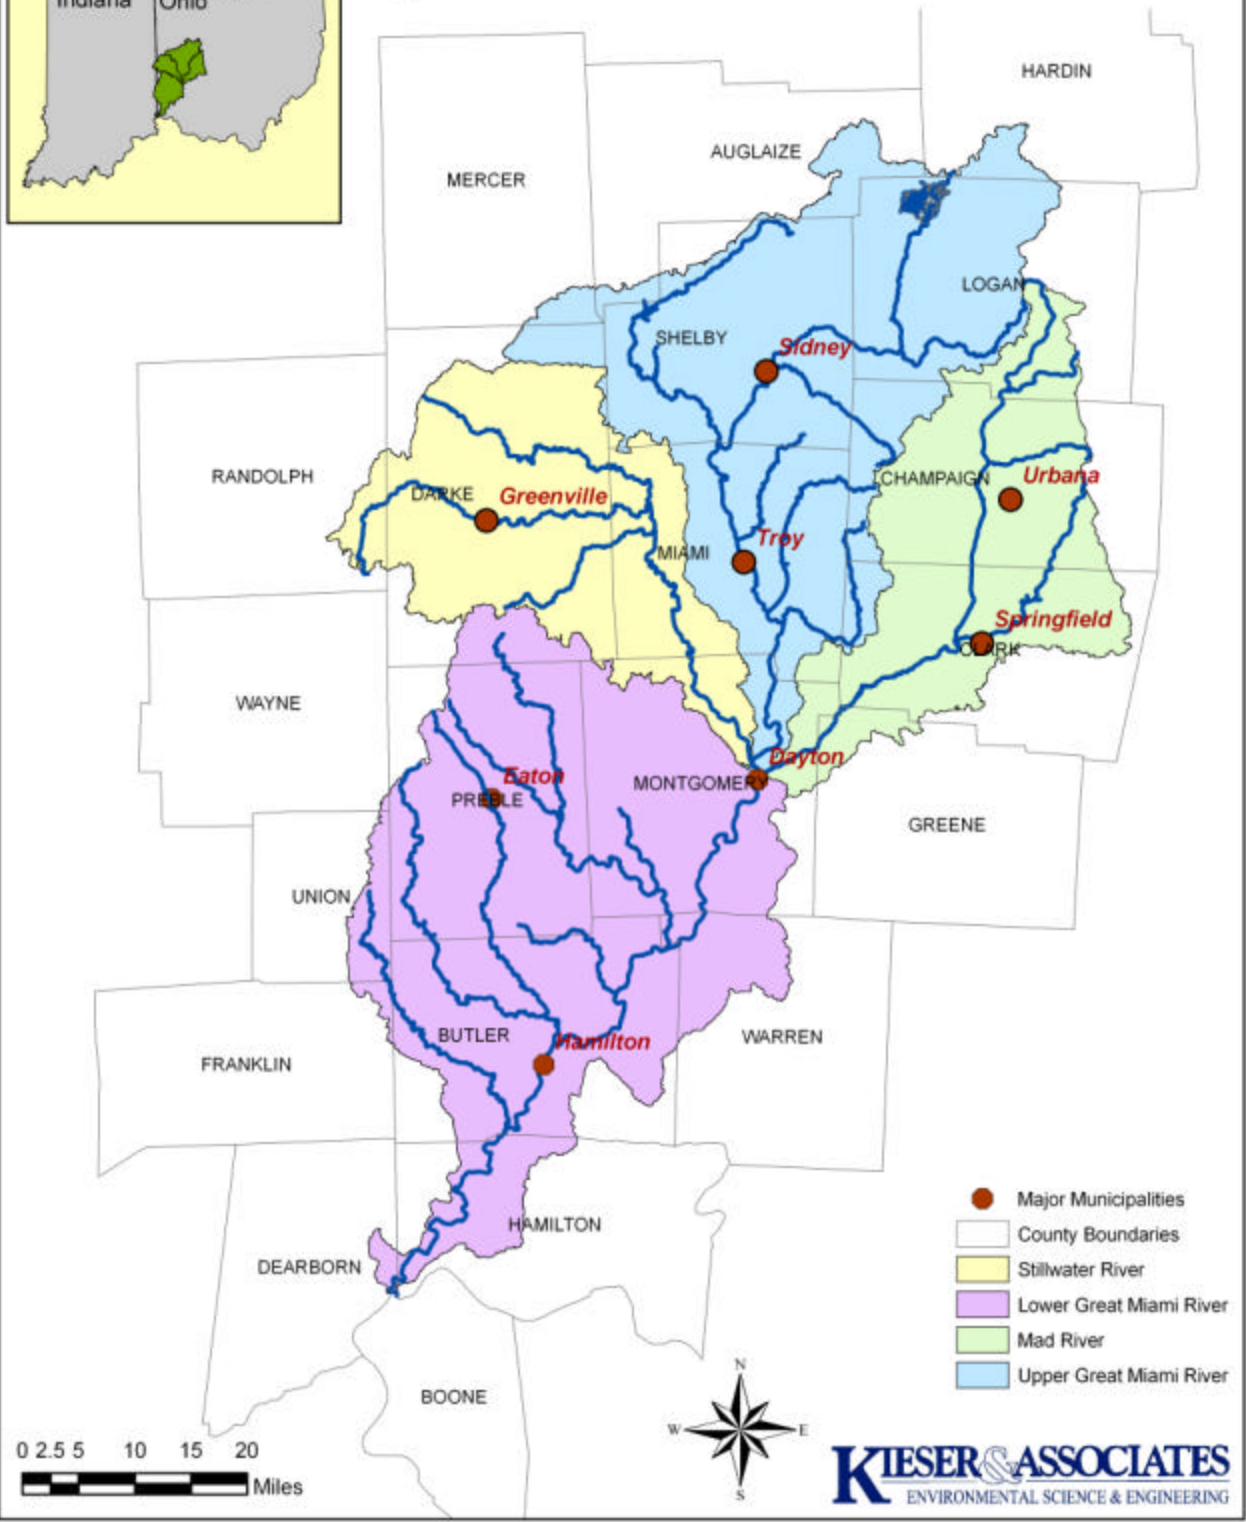 Indiana
Ohio
HARDIN
AUGLAIZE
MERCER
LOGAN
SHELBY
Sidney
RANDOLPH
DARKE
Greenville
CHAMPAIGN
Urbana
Troy
MIAMI
Springfield
CLARK
WAYNE
Dayton
Eaton
MONTGOMERY
PREBLE
GREENE
UNION
BUTLER
Hamilton
WARREN
FRANKLIN
HAMILTON
DEARBORN
BOONE
Major Municipalities
County Boundaries
Stillwater River
Lower Great Miami River
Mad River
Upper Great Miami River
N
W
E
S
0 2.5 5 10 15 20
Miles
KIESER & ASSOCIATES
ENVIRONMENTAL SCIENCE & ENGINEERING